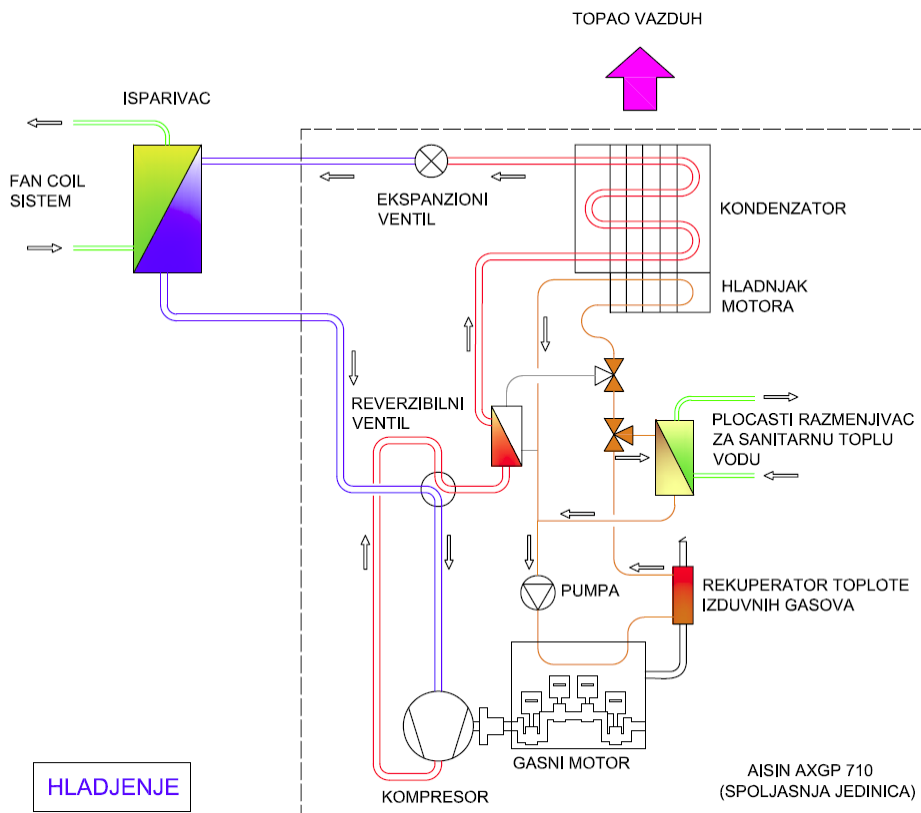 TOPAO VAZDUH
ISPARIVAC
FAN COIL
SISTEM
EKSPANZIONI
VENTIL
KONDENZATOR
HLADNJAK
MOTORA
REVERZIBILNI
VENTIL
PLOCASTI RAZMENJIVAC
ZA SANITARNU TOPLU
VODU
PUMPA
REKUPERATOR TOPLOTE
IZDUVNIH GASOVA
GASNI MOTOR
KOMPRESOR
HLADJENJE
AISIN AXGP 710
(SPOLJASNJA JEDINICA)